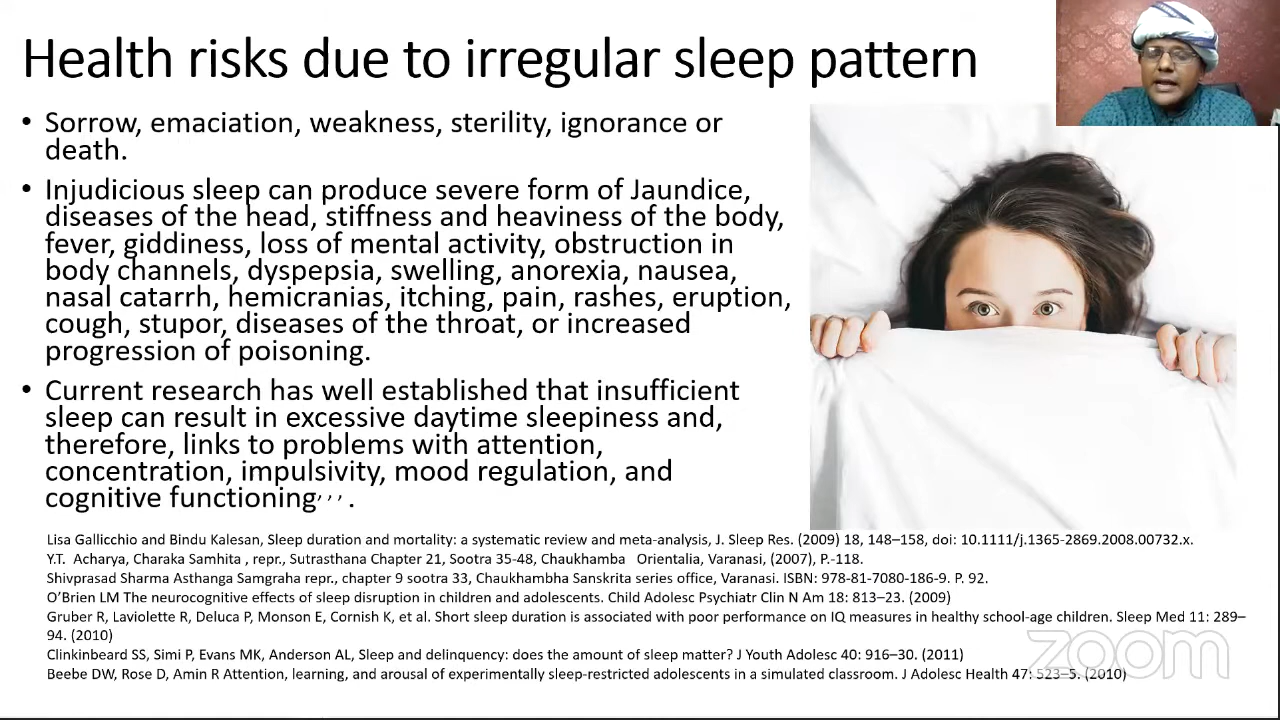 Health risks due to irregular sleep pattern
• Sorrow, emaciation, weakness, sterility, ignorance or
death.
• Injudicious sleep can produce severe form of Jaundice,
diseases of the head, stiffness and heaviness of the body,
fever, giddiness, loss of mental activity, obstruction in
body channels, dyspepsia, swelling, anorexia, nausea,
nasal catarrh, hemicranias, itching, pain, rashes, eruption,
cough, stupor, diseases of the throat, or increased
progression of poisoning.
• Current research has well established that insufficient
sleep can result in excessive daytime sleepiness and,
therefore, links to problems with attention,
concentration, impulsivity, mood regulation, and
cognitive functioning, , , .
Lisa Gallicchio and Bindu Kalesan, Sleep duration and mortality: a systematic review and meta-analysis, J. Sleep Res. (2009) 18, 148–158, doi: 10.1111/j.1365-2869.2008.00732.x.
Y.T. Acharya, Charaka Samhita , repr., Sutrasthana Chapter 21, Sootra 35-48, Chaukhamba Orientalia, Varanasi, (2007), P.-118.
Shivprasad Sharma Asthanga Samgraha repr., chapter 9 sootra 33, Chaukhambha Sanskrita series office, Varanasi. ISBN: 978-81-7080-186-9. P. 92.
O’Brien LM The neurocognitive effects of sleep disruption in children and adolescents. Child Adolesc Psychiatr Clin N Am 18: 813–23. (2009)
Gruber R, Laviolette R, Deluca P, Monson E, Cornish K, et al. Short sleep duration is associated with poor performance on IQ measures in healthy school-age children. Sleep Med 11: 289–
94. (2010)
Clinkinbeard SS, Simi P, Evans MK, Anderson AL, Sleep and delinquency: does the amount of sleep matter? J Youth Adolesc 40: 916–30. (2011)
Beebe DW, Rose D, Amin R Attention, learning, and arousal of experimentally sleep-restricted adolescents in a simulated classroom. J Adolesc Health 47: 523–5. (2010)
zoom